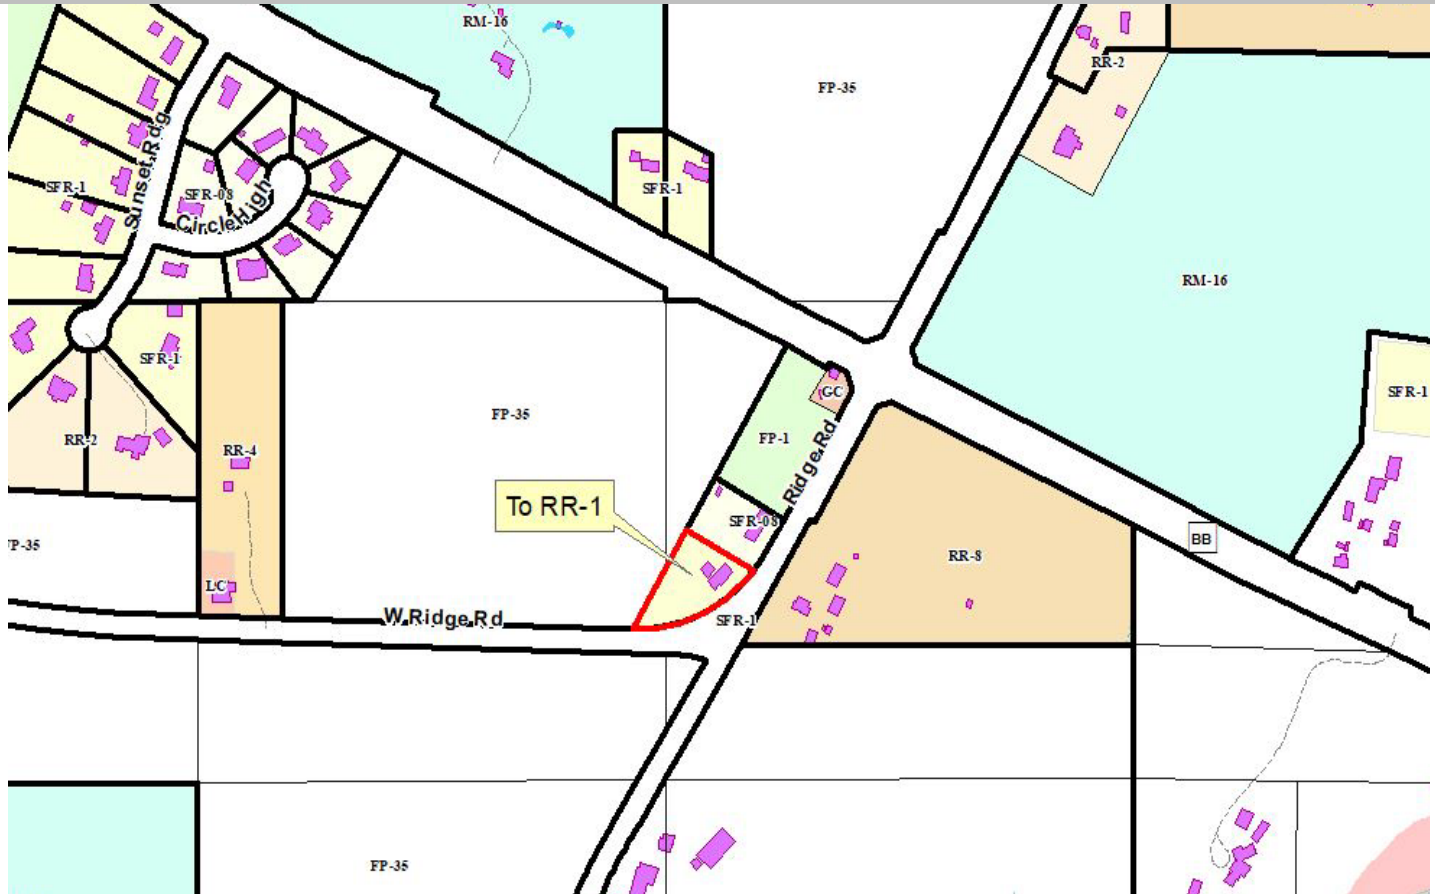 RM-16
FP-35
RR-2
SFR-1
SFR-08
SFR-1
Sunset Rdg
CircleHigh
RM-16
SFR-1
SFR-1
FP-35
GC
FP-1
RR-2
RR-4
Ridge Rd
To RR-1
SFR-08
BB
P-35
RR-8
LC
W Ridge Rd
SFR-1
FP-35